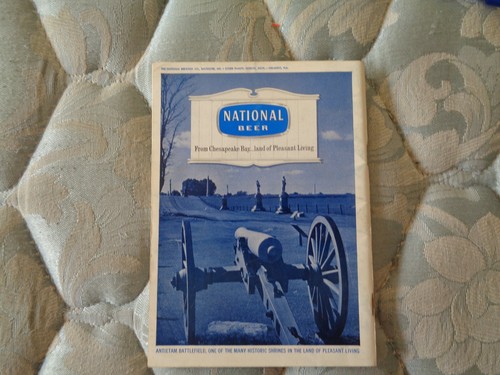 NATIONAL
BEER
From Chesapeake Bay...land of Pleasant Living
ANTIETAM BATTLEFIELD, ONE OF THE MANY HISTORIC SHRINES IN THE LAND OF PLEASANT LIVING